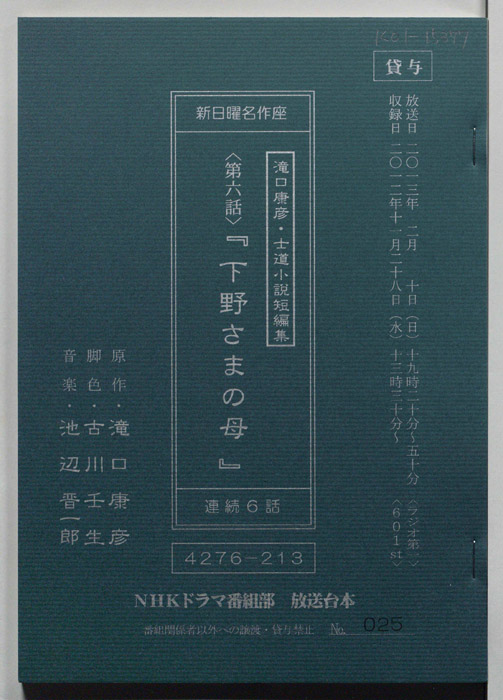 貸与
放送日 二〇一三年 二月 十日（日）十九時二十分〜五十分〈ラジオ第一〉
収録日 二〇一二年十一月二十八日（水）十三時三十分〜〈601st〉
新日曜名作座
滝口康彦・士道小説短編集
〈第六話〉『下野さまの母』
連続6話
4276-213
原作・滝口康彦
脚色・古川壬生
音楽・池辺晋一郎
NHKドラマ番組部 放送台本
番組関係者以外への譲渡・貸与禁止 No. 025